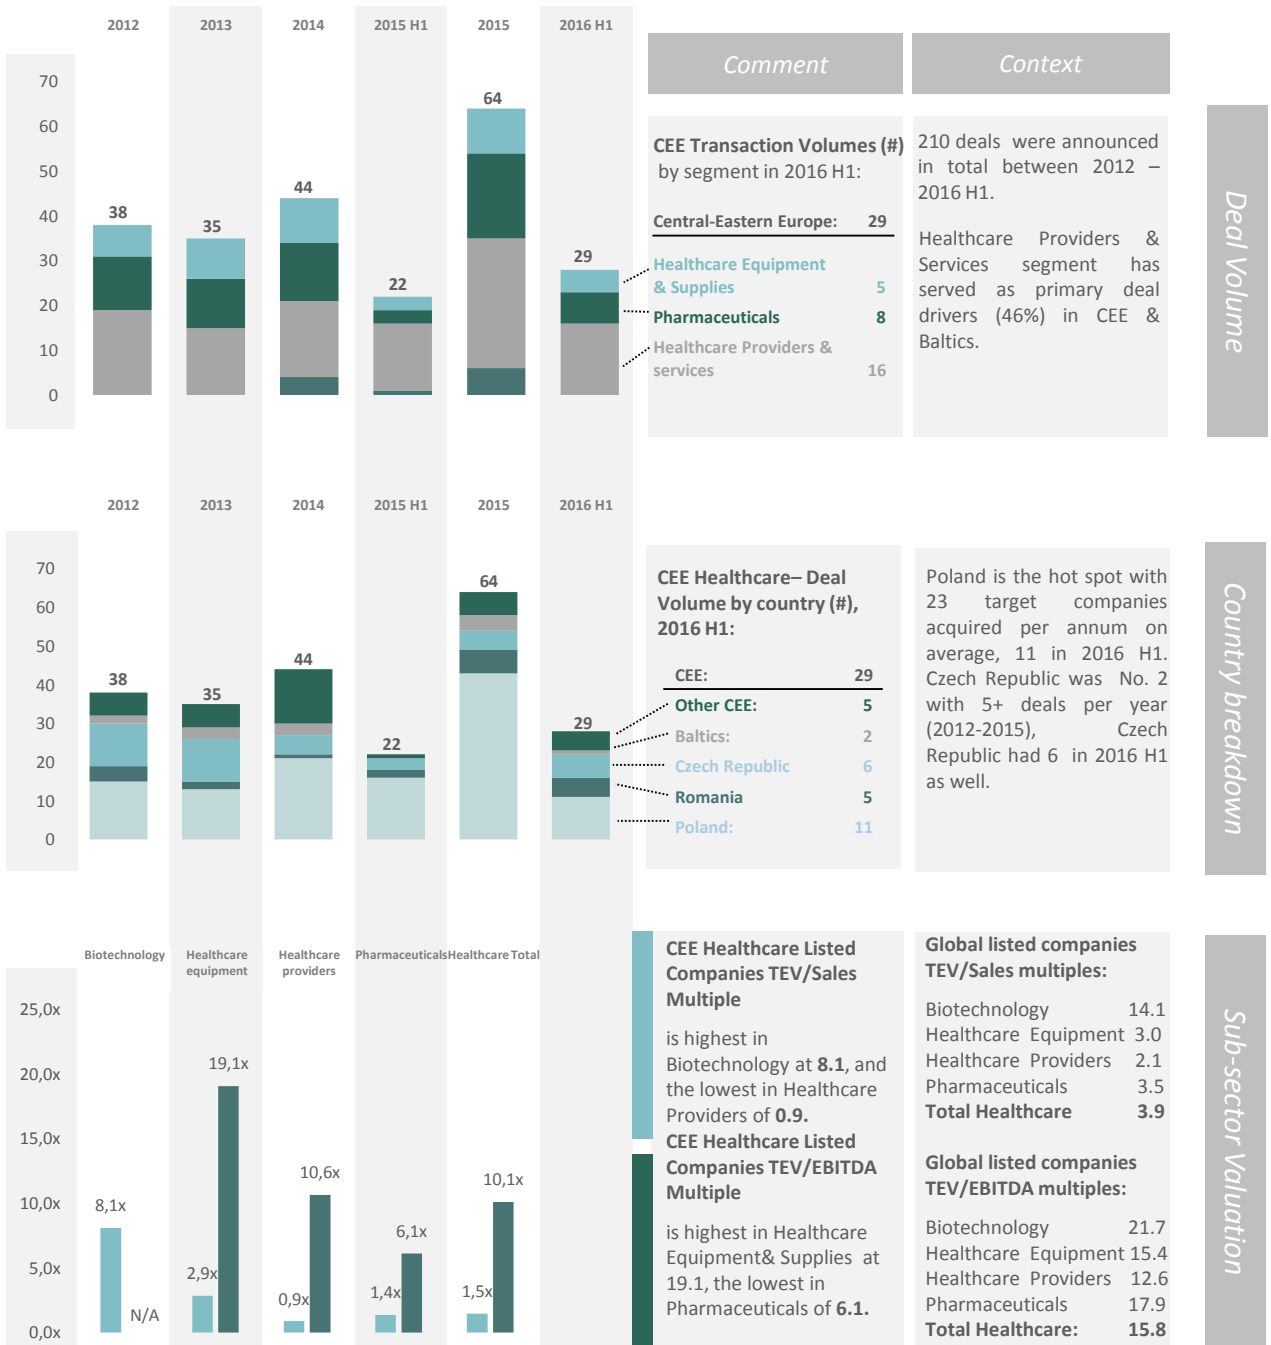 2012 2013 2014 2015 H1 2015 2016 H1
Comment
Context
70
60
50
40
30
20
10
0
38
35
44
22
64
29
CEE Transaction Volumes (#)
by segment in 2016 H1:
Central-Eastern Europe: 29
Healthcare Equipment
& Supplies 5
Pharmaceuticals 8
Healthcare Providers &
services 16
210 deals were announced
in total between 2012 –
2016 H1.
Healthcare Providers &
Services segment has
served as primary deal
drivers (46%) in CEE &
Baltics.
Deal Volume
2012 2013 2014 2015 H1 2015 2016 H1
70
60
50
40
30
20
10
0
38
35
44
22
64
29
CEE Healthcare– Deal
Volume by country (#),
2016 H1:
CEE: 29
Other CEE: 5
Baltics: 2
Czech Republic 6
Romania 5
Poland: 11
Poland is the hot spot with
23 target companies
acquired per annum on
average, 11 in 2016 H1.
Czech Republic was No. 2
with 5+ deals per year
(2012-2015), Czech
Republic had 6 in 2016 H1
as well.
Country breakdown
Biotechnology
Healthcare
equipment
Healthcare
providers
Pharmaceuticals
Healthcare Total
25,0x
20,0x
15,0x
10,0x
5,0x
0,0x
8,1x
N/A
2,9x
19,1x
0,9x
10,6x
1,4x
6,1x
1,5x
10,1x
CEE Healthcare Listed
Companies TEV/Sales
Multiple
is highest in
Biotechnology at 8.1, and
the lowest in Healthcare
Providers of 0.9.
CEE Healthcare Listed
Companies TEV/EBITDA
Multiple
is highest in Healthcare
Equipment& Supplies at
19.1, the lowest in
Pharmaceuticals of 6.1.
Global listed companies
TEV/Sales multiples:
Biotechnology 14.1
Healthcare Equipment 3.0
Healthcare Providers 2.1
Pharmaceuticals 3.5
Total Healthcare 3.9
Global listed companies
TEV/EBITDA multiples:
Biotechnology 21.7
Healthcare Equipment 15.4
Healthcare Providers 12.6
Pharmaceuticals 17.9
Total Healthcare: 15.8
Sub-sector Valuation